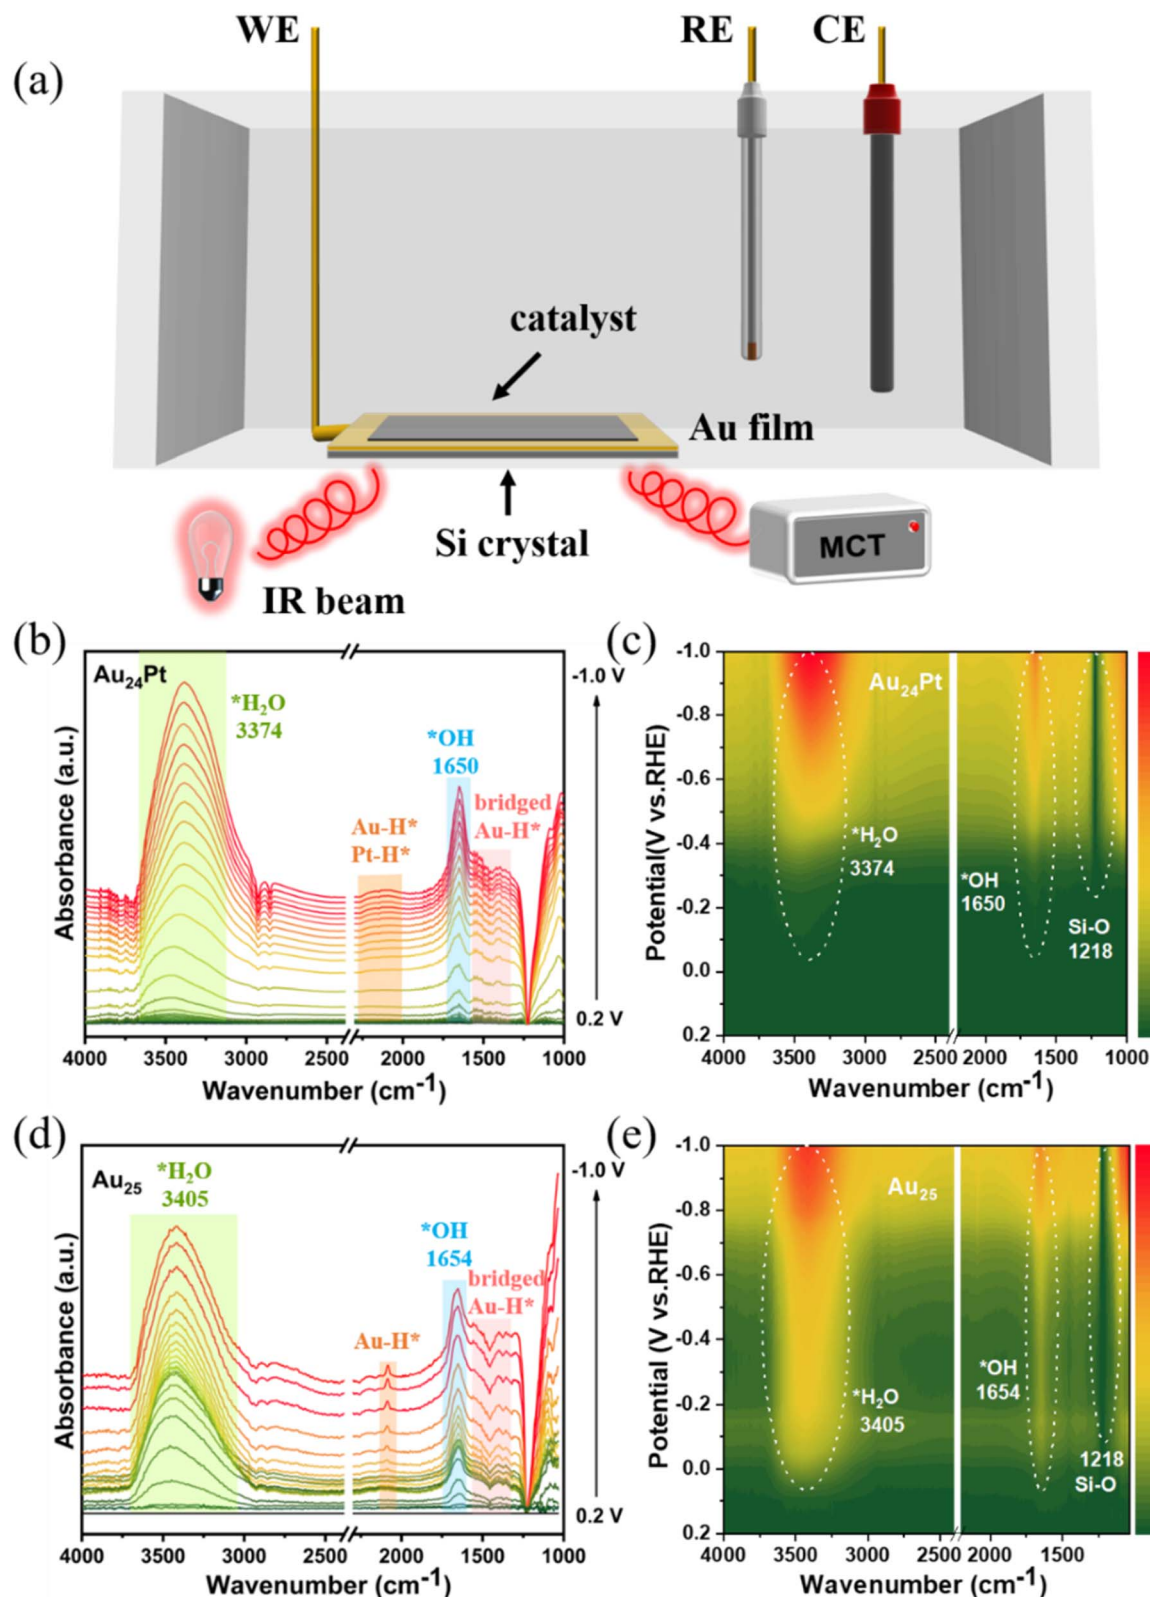 (a)
WE
RE
CE
catalyst
Au film
Si crystal
IR beam
MCT
(b)
Au₂₄Pt
*H₂O
3374
*OH
1650
Au-H*
Pt-H*
bridged
Au-H*
-1.0 V
0.2 V
Absorbance (a.u.)
4000 3500 3000 2500 2000 1500 1000
Wavenumber (cm⁻¹)
(c)
Au₂₄Pt
*H₂O
3374
*OH
1650
Si-O
1218
Potential(V vs.RHE)
-1.0
-0.8
-0.6
-0.4
-0.2
0.0
0.2
4000 3500 3000 2500 2000 1500 1000
Wavenumber (cm⁻¹)
(d)
Au₂₅
*H₂O
3405
*OH
1654
Au-H*
bridged
Au-H*
-1.0 V
0.2 V
Absorbance (a.u.)
4000 3500 3000 2500 2000 1500 1000
Wavenumber (cm⁻¹)
(e)
Au₂₅
*H₂O
3405
*OH
1654
1218
Si-O
Potential (V vs.RHE)
-1.0
-0.8
-0.6
-0.4
-0.2
0.0
0.2
4000 3500 3000 2500 2000 1500
Wavenumber (cm⁻¹)